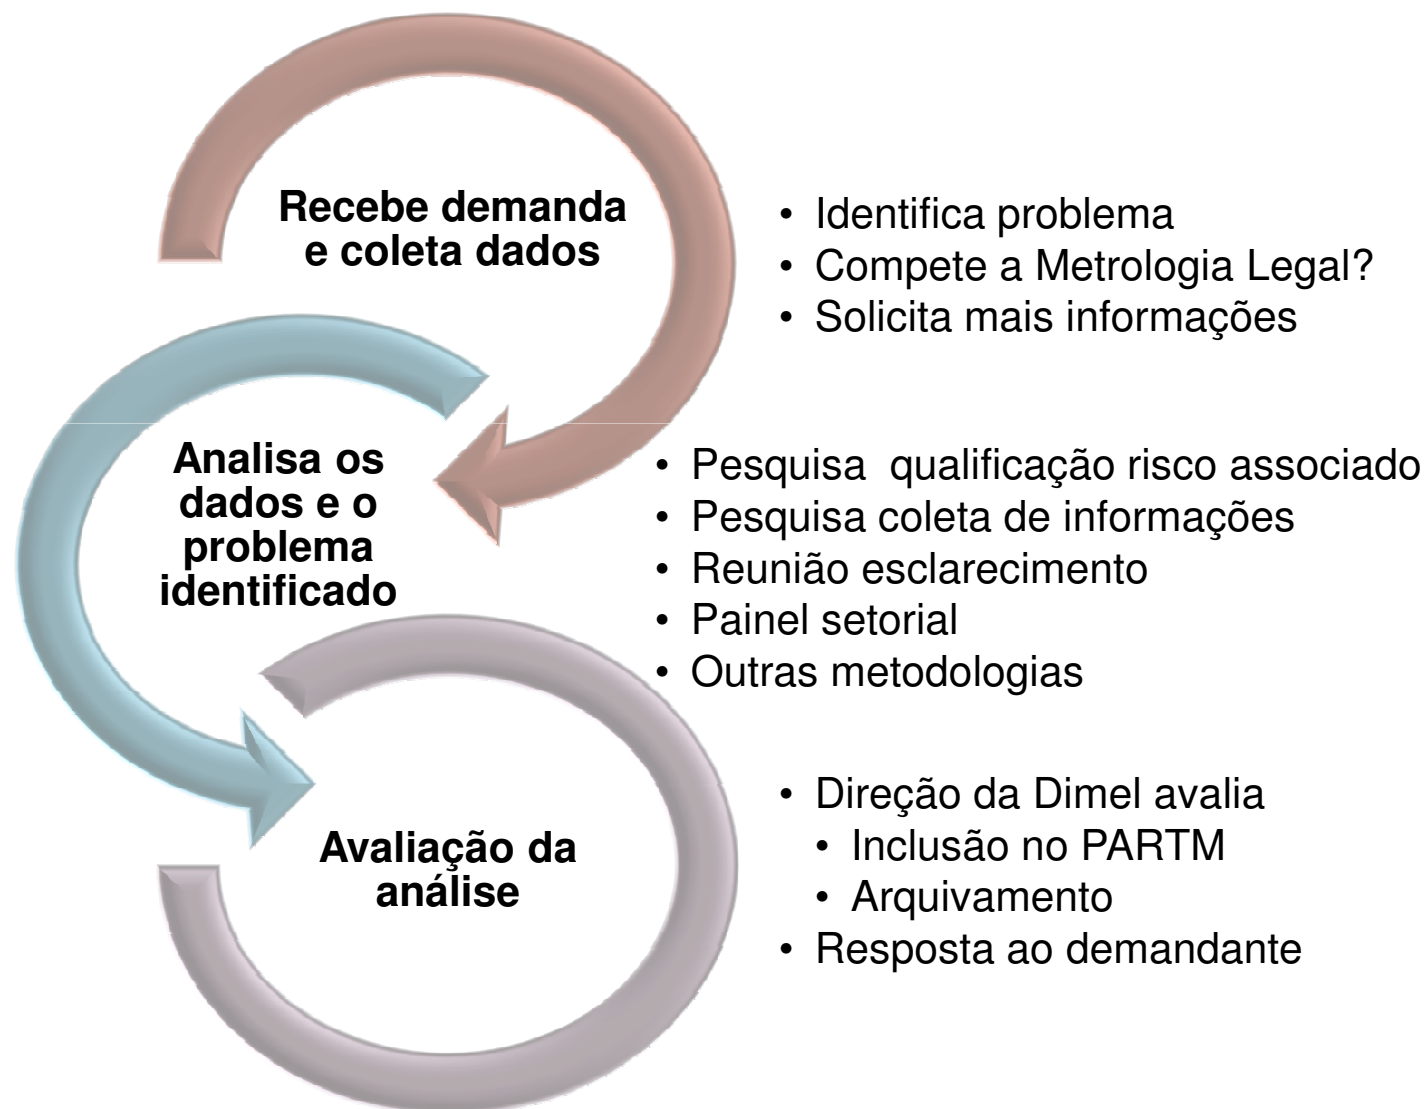 Recebe demanda
e coleta dados
• Identifica problema
• Compete a Metrologia Legal?
• Solicita mais informações
Analisa os
dados e o
problema
identificado
• Pesquisa  qualificação risco associado
• Pesquisa coleta de informações
• Reunião esclarecimento
• Painel setorial
• Outras metodologias
Avaliação da
análise
• Direção da Dimel avalia
• Inclusão no PARTM
• Arquivamento
• Resposta ao demandante